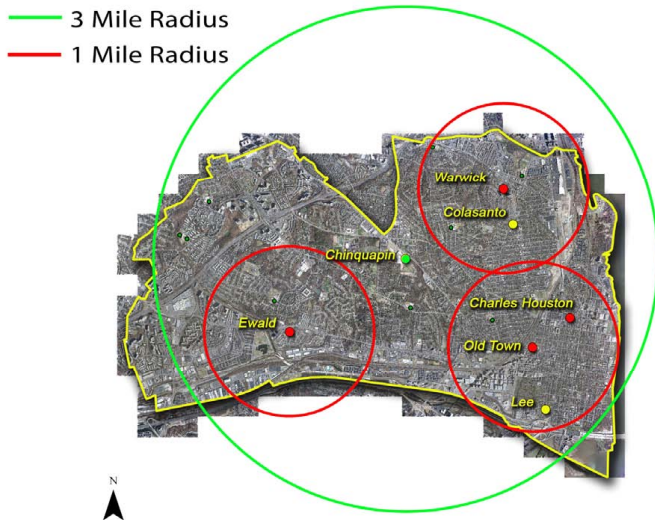 3 Mile Radius
1 Mile Radius
Warwick
Colasanto
Chinquapin
Charles Houston
Ewald
Old Town
Lee
N